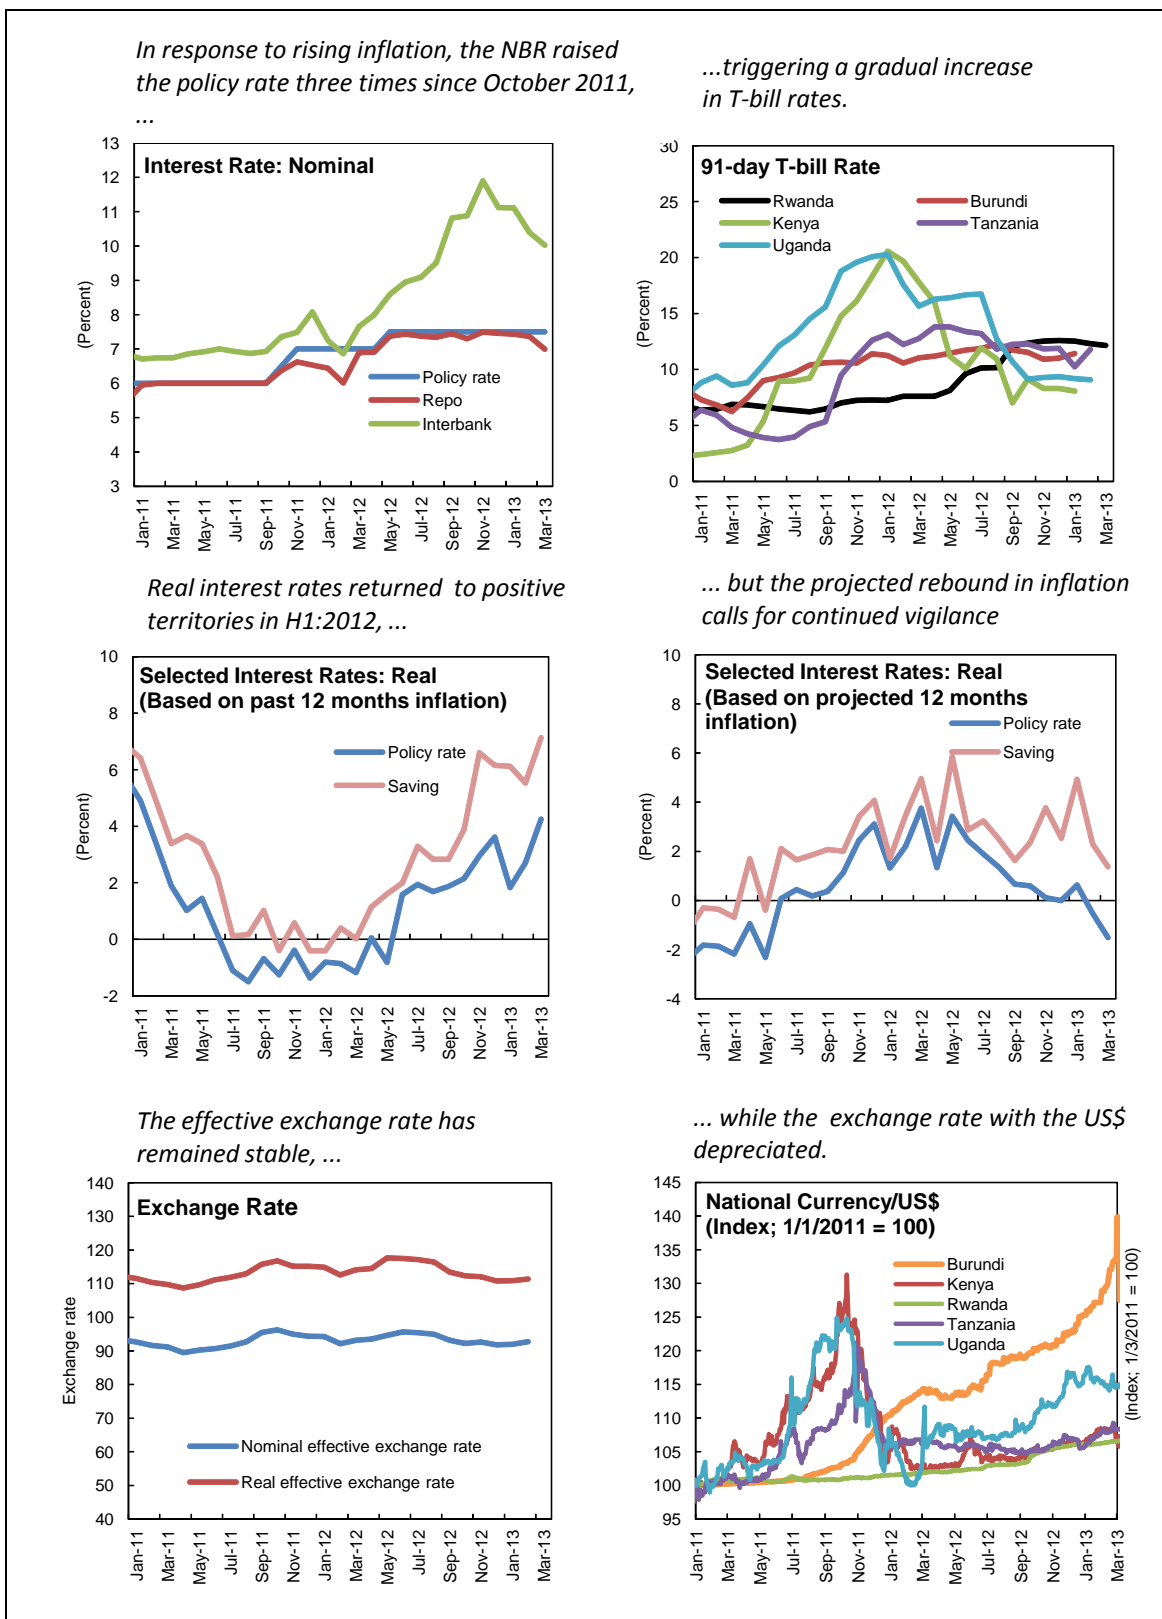 In response to rising inflation, the NBR raised
the policy rate three times since October 2011,
...
...triggering a gradual increase
in T-bill rates.
Interest Rate: Nominal
(Percent)
13
12
11
10
9
8
7
6
5
4
3
Policy rate
Repo
Interbank
Jan-11
Mar-11
May-11
Jul-11
Sep-11
Nov-11
Jan-12
Mar-12
May-12
Jul-12
Sep-12
Nov-12
Jan-13
Mar-13
91-day T-bill Rate
(Percent)
30
25
20
15
10
5
0
Rwanda
Burundi
Kenya
Tanzania
Uganda
Jan-11
Mar-11
May-11
Jul-11
Sep-11
Nov-11
Jan-12
Mar-12
May-12
Jul-12
Sep-12
Nov-12
Jan-13
Mar-13
Real interest rates returned to positive
territories in H1:2012, ...
... but the projected rebound in inflation
calls for continued vigilance
Selected Interest Rates: Real
(Based on past 12 months inflation)
(Percent)
10
8
6
4
2
0
-2
Policy rate
Saving
Jan-11
Mar-11
May-11
Jul-11
Sep-11
Nov-11
Jan-12
Mar-12
May-12
Jul-12
Sep-12
Nov-12
Jan-13
Mar-13
Selected Interest Rates: Real
(Based on projected 12 months
inflation)
(Percent)
10
8
6
4
2
0
-2
-4
Policy rate
Saving
Jan-11
Mar-11
May-11
Jul-11
Sep-11
Nov-11
Jan-12
Mar-12
May-12
Jul-12
Sep-12
Nov-12
Jan-13
Mar-13
The effective exchange rate has
remained stable, ...
... while the exchange rate with the US$
depreciated.
Exchange Rate
Exchange rate
140
130
120
110
100
90
80
70
60
50
40
Nominal effective exchange rate
Real effective exchange rate
Jan-11
Mar-11
May-11
Jul-11
Sep-11
Nov-11
Jan-12
Mar-12
May-12
Jul-12
Sep-12
Nov-12
Jan-13
Mar-13
National Currency/US$
(Index; 1/1/2011 = 100)
145
140
135
130
125
120
115
110
105
100
95
Burundi
Kenya
Rwanda
Tanzania
Uganda
(Index; 1/3/2011 = 100)
Jan-11
Mar-11
May-11
Jul-11
Sep-11
Nov-11
Jan-12
Mar-12
May-12
Jul-12
Sep-12
Nov-12
Jan-13
Mar-13